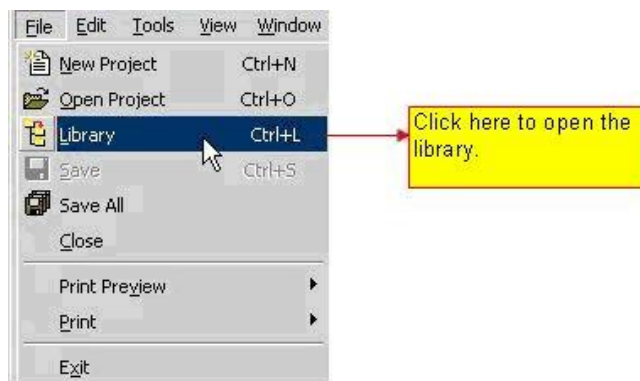 File Edit Tools View Window
New Project Ctrl+N
Open Project Ctrl+O
Library Ctrl+L
Save Ctrl+S
Save All
Close
Print Preview
Print
Exit
Click here to open the
library.